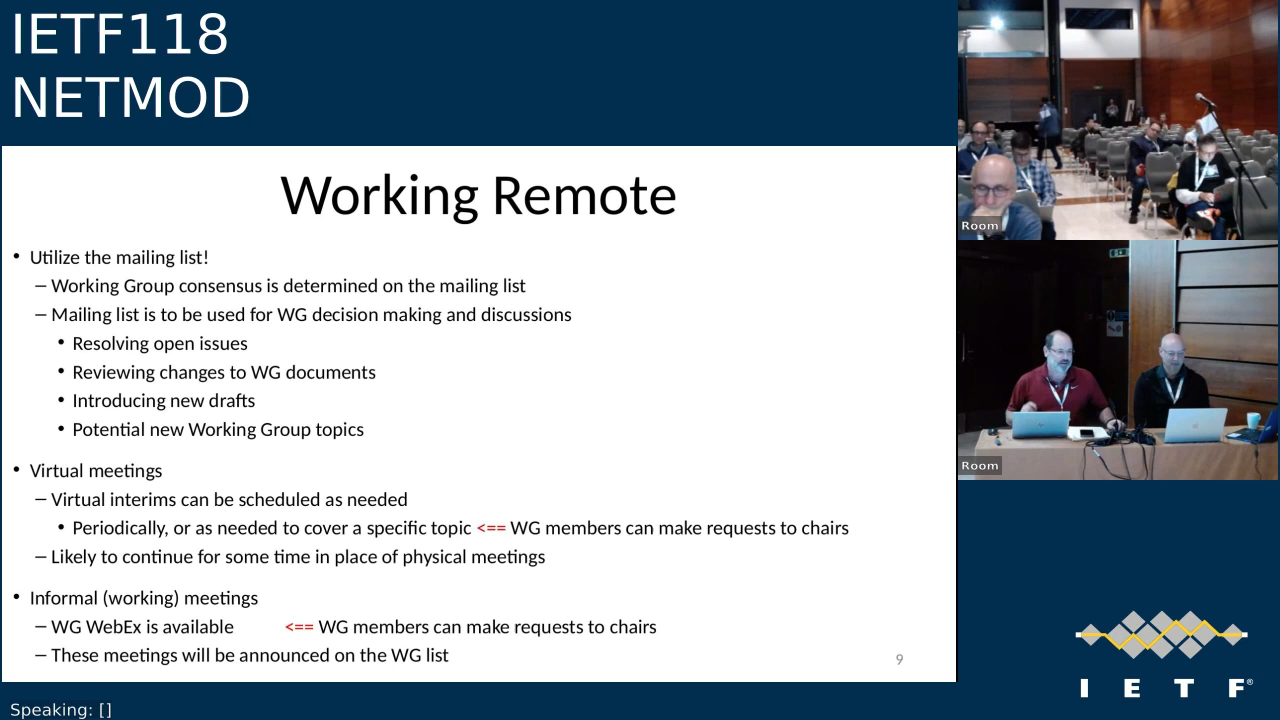 IETF118
NETMOD
Working Remote
• Utilize the mailing list!
– Working Group consensus is determined on the mailing list
– Mailing list is to be used for WG decision making and discussions
• Resolving open issues
• Reviewing changes to WG documents
• Introducing new drafts
• Potential new Working Group topics
• Virtual meetings
– Virtual interims can be scheduled as needed
• Periodically, or as needed to cover a specific topic <== WG members can make requests to chairs
– Likely to continue for some time in place of physical meetings
• Informal (working) meetings
– WG WebEx is available <== WG members can make requests to chairs
– These meetings will be announced on the WG list
9
Room
Room
I E T F®
Speaking: []